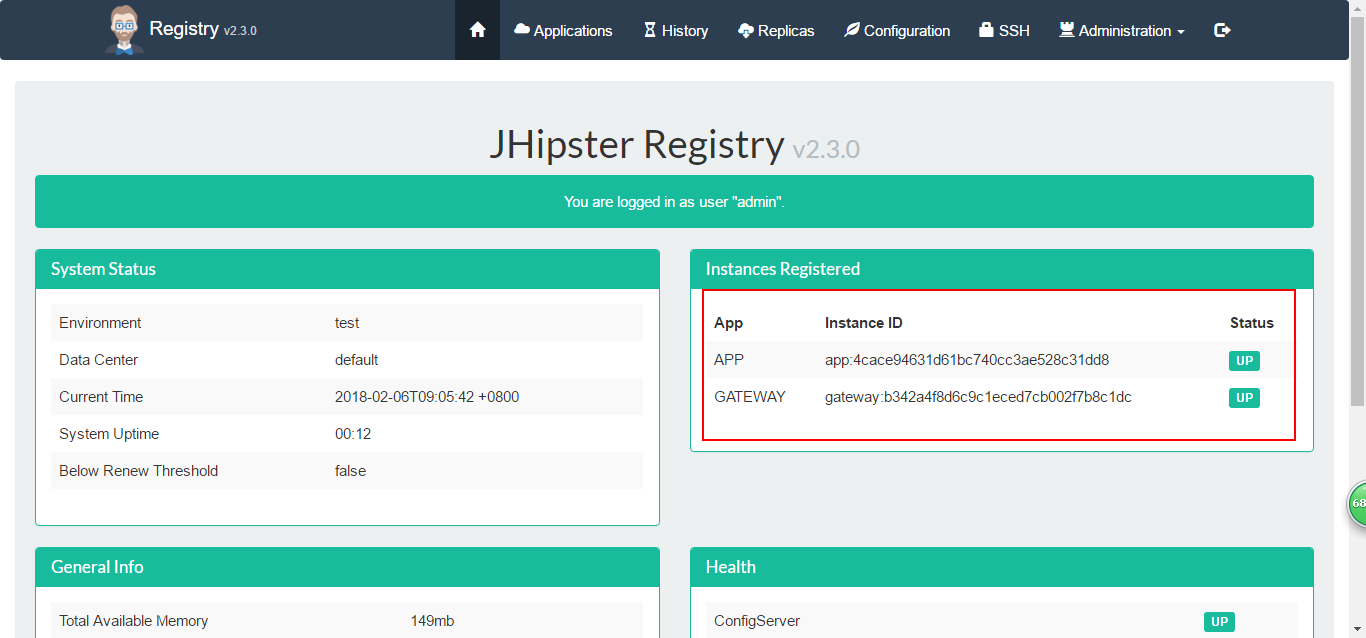 Registry v2.3.0
Applications
History
Replicas
Configuration
SSH
Administration
JHipster Registry v2.3.0
You are logged in as user "admin".
System Status
Environment test
Data Center default
Current Time 2018-02-06T09:05:42 +0800
System Uptime 00:12
Below Renew Threshold false
Instances Registered
App Instance ID Status
APP app:4cace94631d61bc740cc3ae528c31dd8 UP
GATEWAY gateway:b342a4f8d6c9c1eced7cb002f7b8c1dc UP
68
General Info
Total Available Memory 149mb
Health
ConfigServer UP